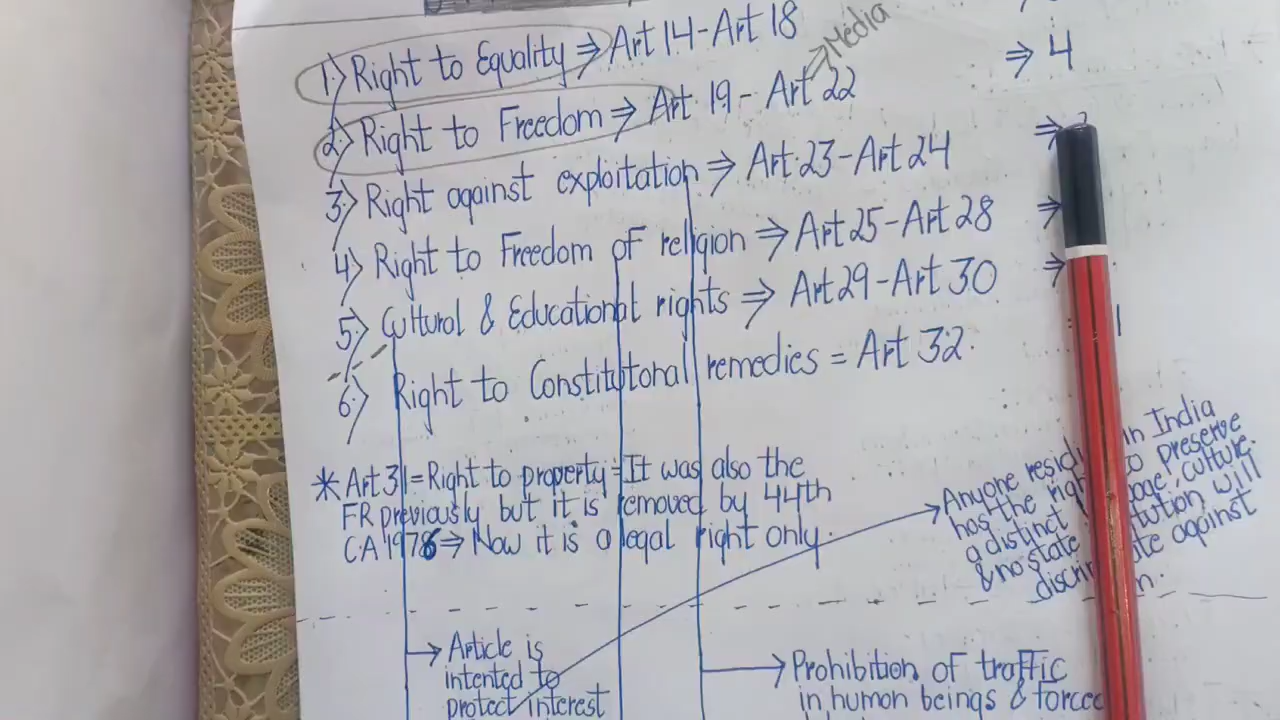 1.) Right to Equality ⇒ Art 14-Art 18
Media
2.) Right to Freedom ⇒ Art 19 - Art 22 ⇒ 4
3.) Right against exploitation ⇒ Art.23-Art 24 ⇒
4.) Right to Freedom of religion ⇒ Art 25-Art 28 ⇒
5.) Cultural & Educational rights ⇒ Art 29-Art 30 ⇒
6.) Right to Constitutonal remedies = Art 32. = 1
* Art 31 = Right to property = It was also the
FR previously but it is removed by 44th
C.A 1978 ⇒ Now it is a legal right only.
Anyone in India
has the to preserve
a distinct culture
& no state will
against
→ Article is
intented to
protect interest
→ Prohibition of traffic
in human beings &